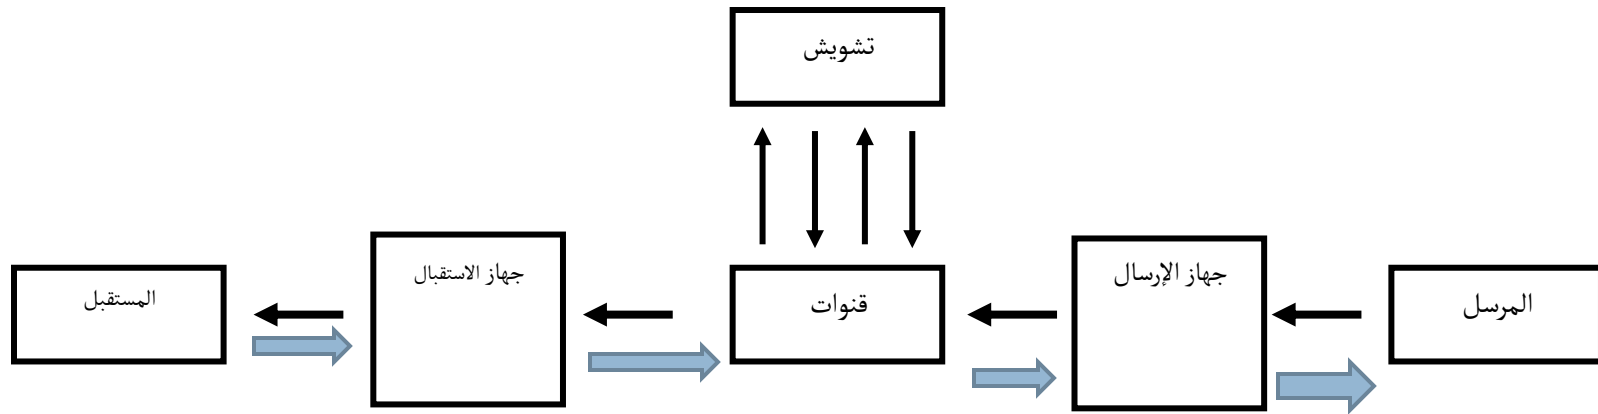 تشويش
المرسل
جهاز الإرسال
قنوات
جهاز الاستقبال
المستقبل